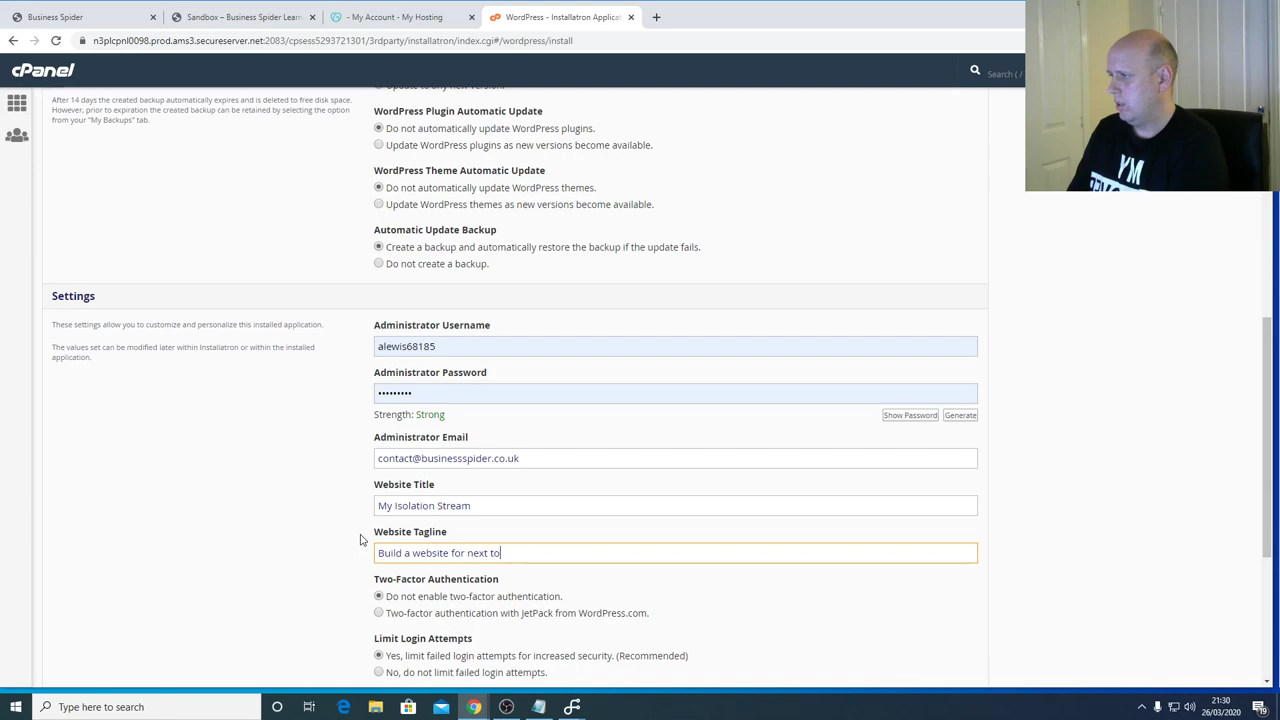 Business Spider
Sandbox – Business Spider Learn
- My Account - My Hosting
WordPress - Installatron Applicat
n3plcpnl0098.prod.ams3.secureserver.net:2083/cpsess5293721301/3rdparty/installatron/index.cgi#/wordpress/install
cPanel
Search ( /
After 14 days the created backup automatically expires and is deleted to free disk space.
However, prior to expiration the created backup can be retained by selecting the option
from your "My Backups" tab.
Update to any new version.
WordPress Plugin Automatic Update
Do not automatically update WordPress plugins.
Update WordPress plugins as new versions become available.
WordPress Theme Automatic Update
Do not automatically update WordPress themes.
Update WordPress themes as new versions become available.
Automatic Update Backup
Create a backup and automatically restore the backup if the update fails.
Do not create a backup.
Settings
These settings allow you to customize and personalize this installed application.
The values set can be modified later within Installatron or within the installed
application.
Administrator Username
alewis68185
Administrator Password
•••••••••
Strength: Strong
Show Password
Generate
Administrator Email
contact@businessspider.co.uk
Website Title
My Isolation Stream
Website Tagline
Build a website for next to
Two-Factor Authentication
Do not enable two-factor authentication.
Two-factor authentication with JetPack from WordPress.com.
Limit Login Attempts
Yes, limit failed login attempts for increased security. (Recommended)
No, do not limit failed login attempts.
YM
Type here to search
21:30
26/03/2020
19